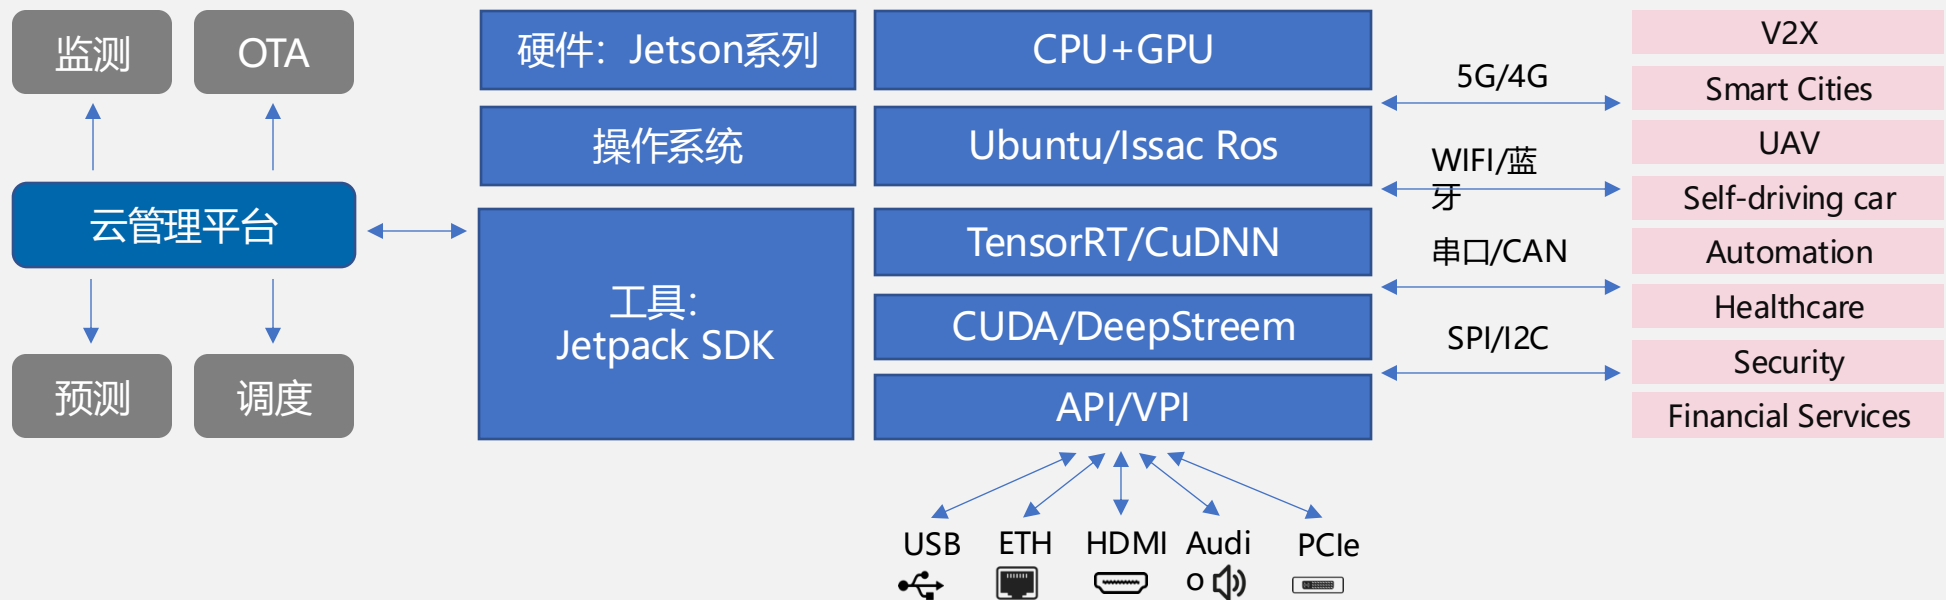 监测
OTA
云管理平台
预测
调度
硬件：Jetson系列
CPU+GPU
操作系统
Ubuntu/Issac Ros
工具：
Jetpack SDK
TensorRT/CuDNN
CUDA/DeepStreem
API/VPI
5G/4G
WIFI/蓝
牙
串口/CAN
SPI/I2C
V2X
Smart Cities
UAV
Self-driving car
Automation
Healthcare
Security
Financial Services
USB
ETH
HDMI
Audi
o
PCIe